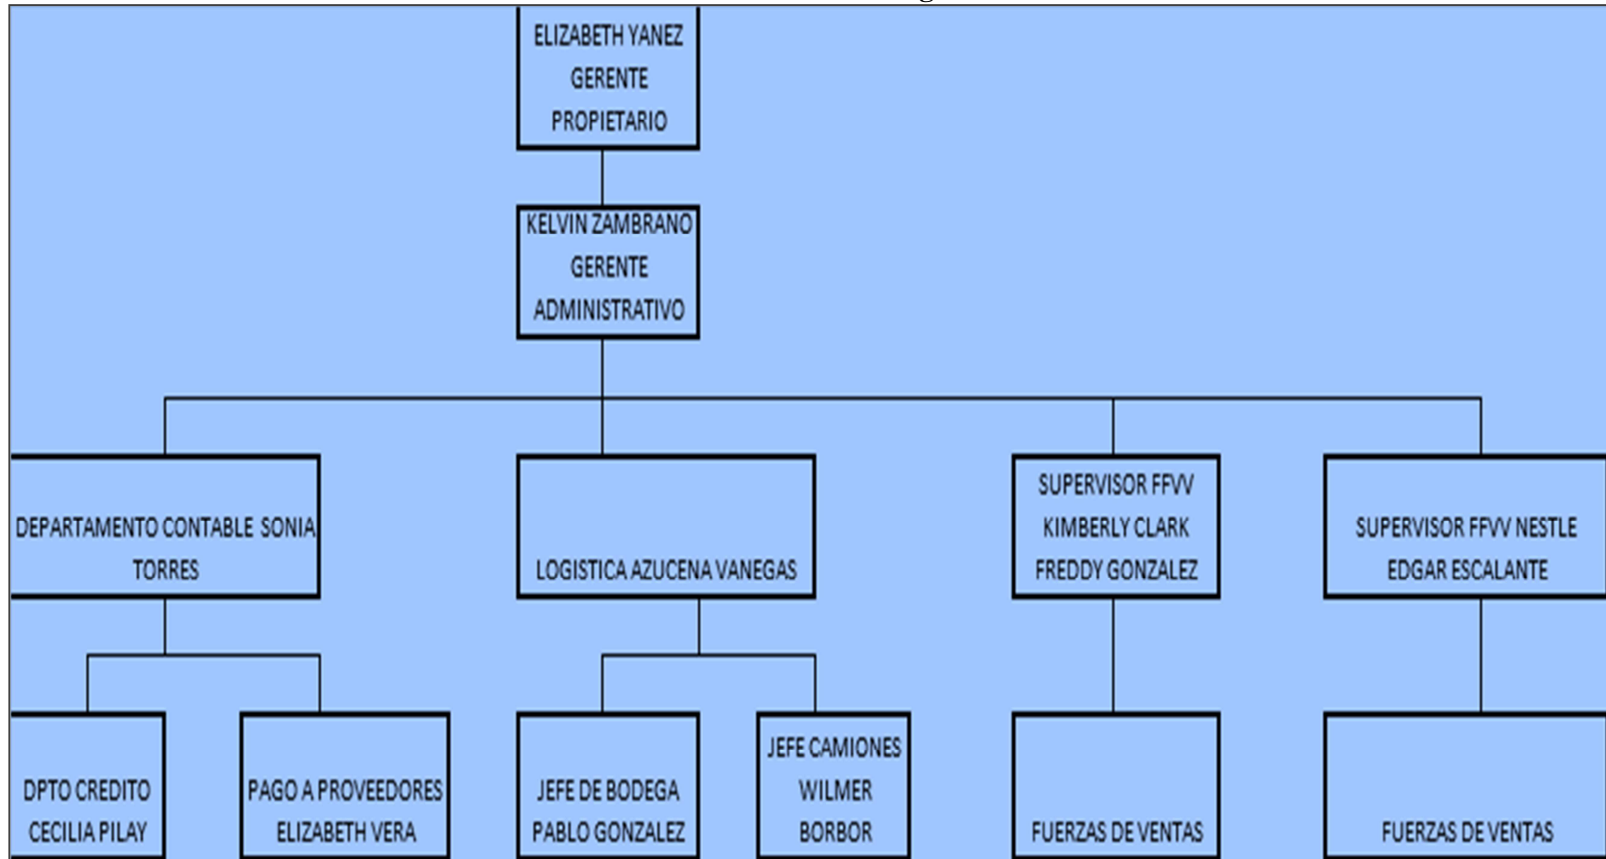 ELIZABETH YANEZ
GERENTE
PROPIETARIO
KELVIN ZAMBRANO
GERENTE
ADMINISTRATIVO
DEPARTAMENTO CONTABLE SONIA
TORRES
LOGISTICA AZUCENA VANEGAS
SUPERVISOR FFVV
KIMBERLY CLARK
FREDDY GONZALEZ
SUPERVISOR FFVV NESTLE
EDGAR ESCALANTE
DPTO CREDITO
CECILIA PILAY
PAGO A PROVEEDORES
ELIZABETH VERA
JEFE DE BODEGA
PABLO GONZALEZ
JEFE CAMIONES
WILMER
BORBOR
FUERZAS DE VENTAS
FUERZAS DE VENTAS